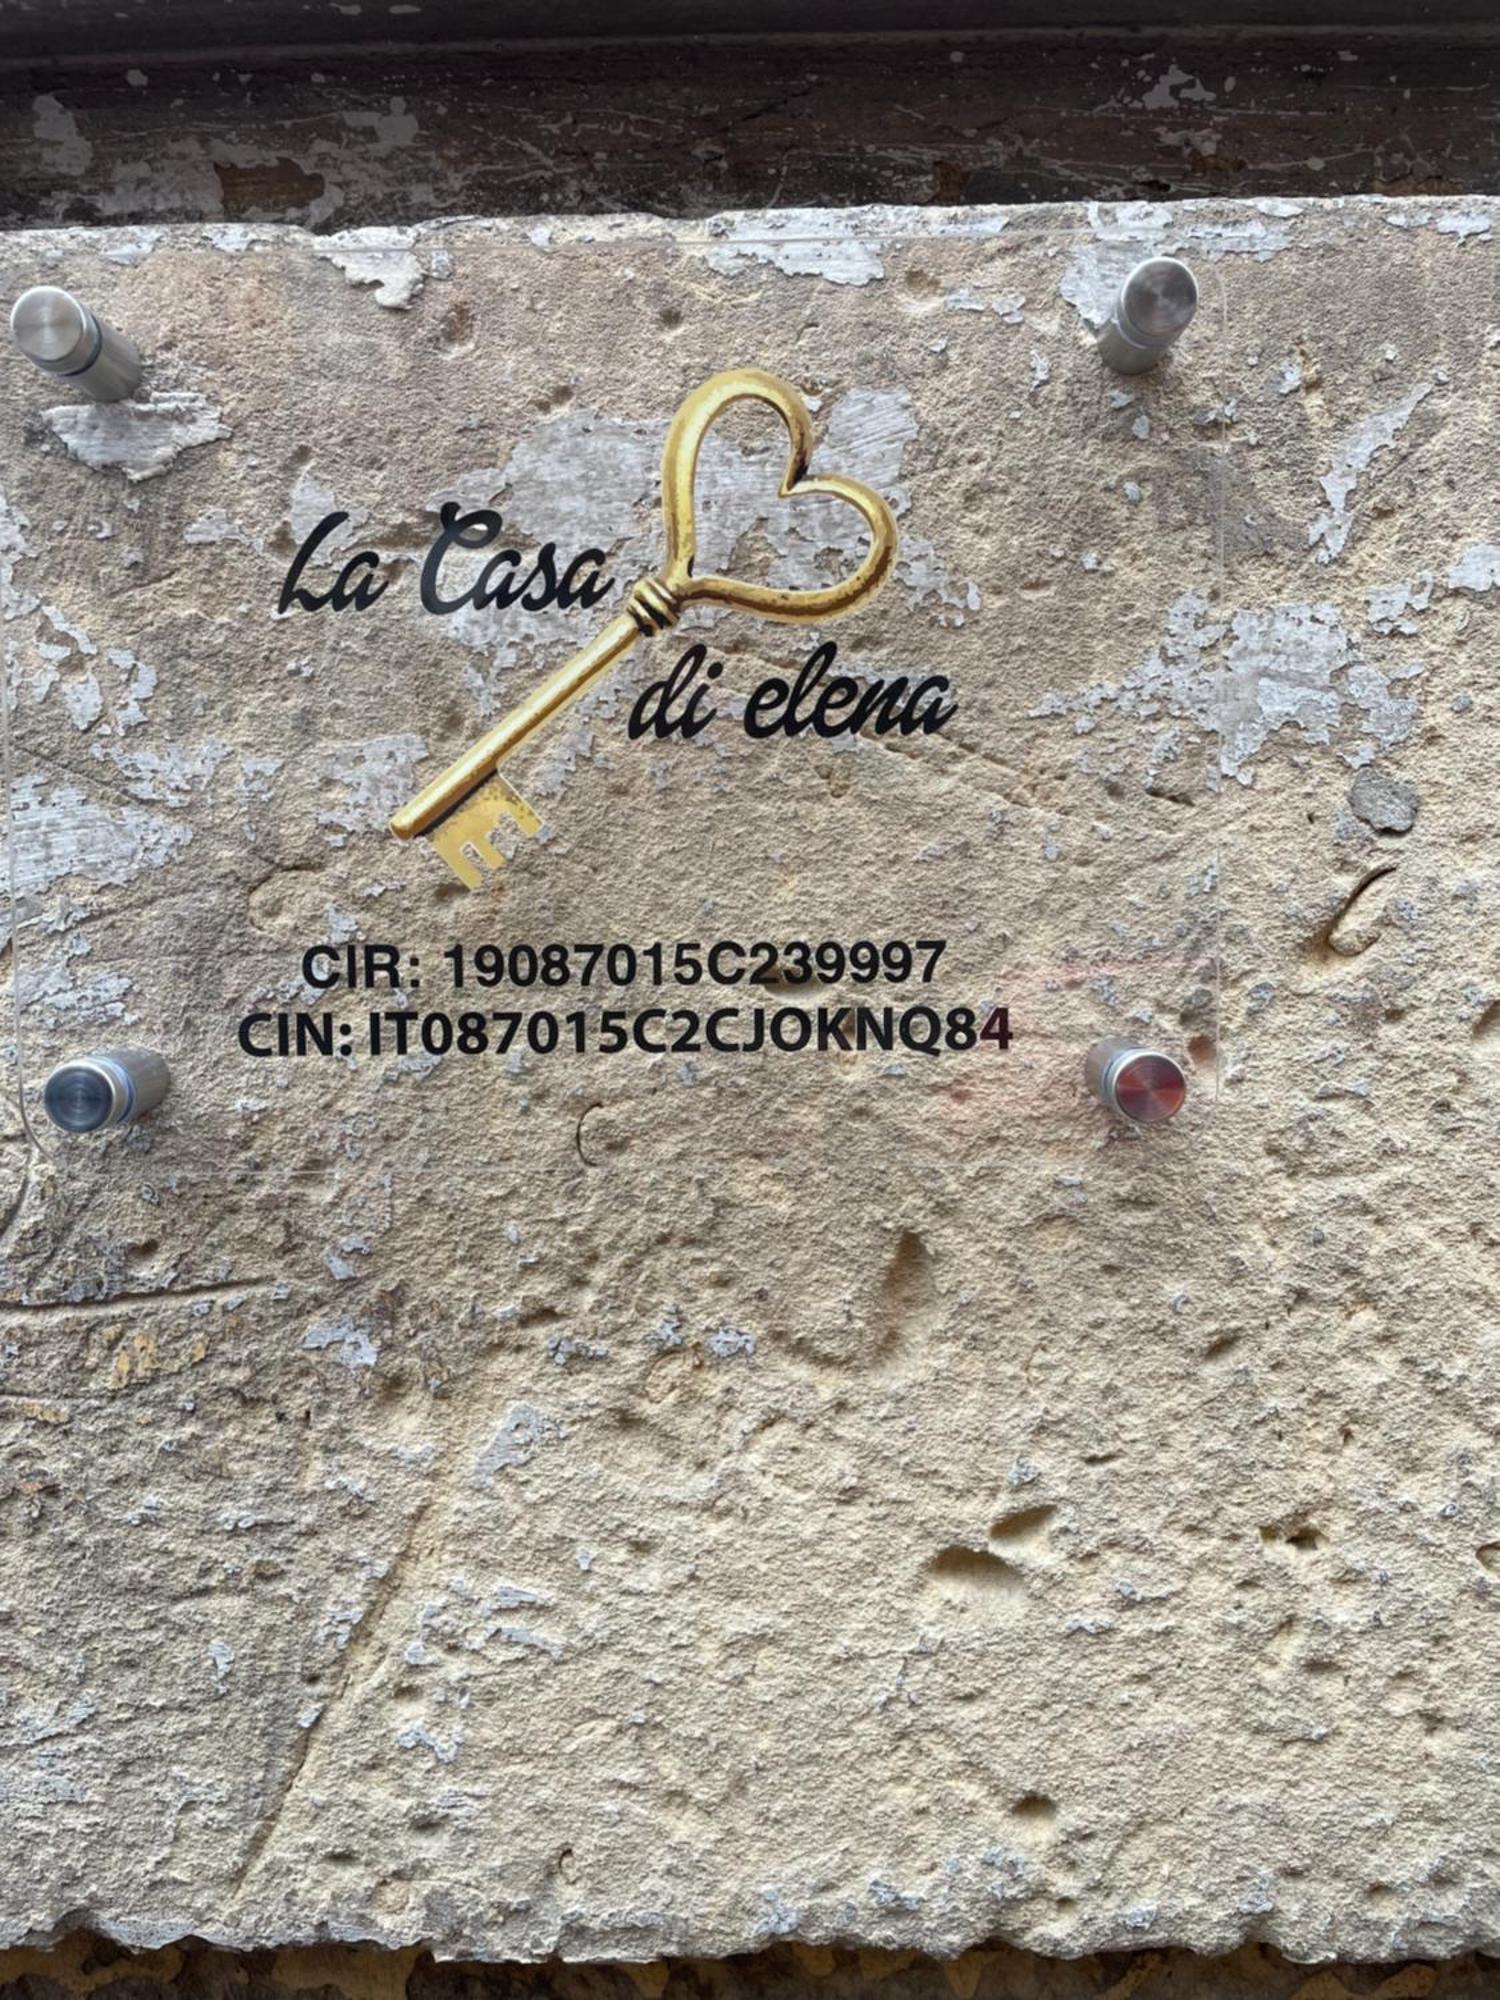 La Casa
di elena
CIR: 19087015C239997
CIN: IT087015C2CJOKNQ84